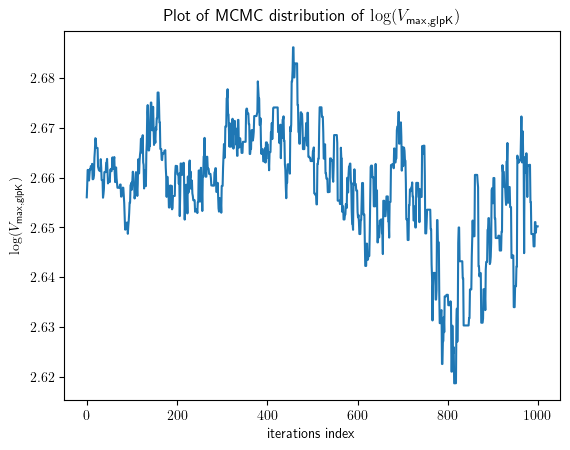 Plot of MCMC distribution of log(V_max,glpK)
log(V_max,glpK)
2.68
2.67
2.66
2.65
2.64
2.63
2.62
0 200 400 600 800 1000
iterations index